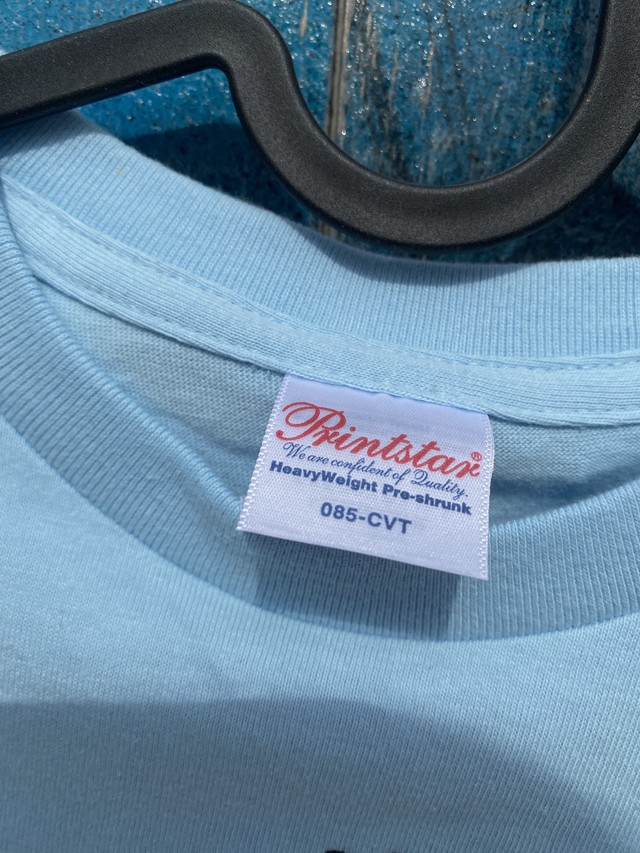 Printstar®
We are confident of Quality.
HeavyWeight Pre-shrunk
085-CVT